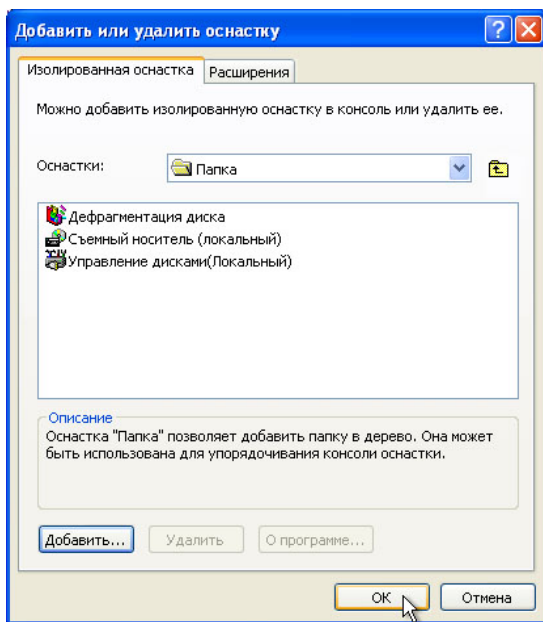 Добавить или удалить оснастку
Изолированная оснастка Расширения
Можно добавить изолированную оснастку в консоль или удалить ее.
Оснастки: Папка
Дефрагментация диска
Съемный носитель (локальный)
Управление дисками(Локальный)
Описание
Оснастка "Папка" позволяет добавить папку в дерево. Она может
быть использована для упорядочивания консоли оснастки.
Добавить... Удалить О программе...
ОК Отмена